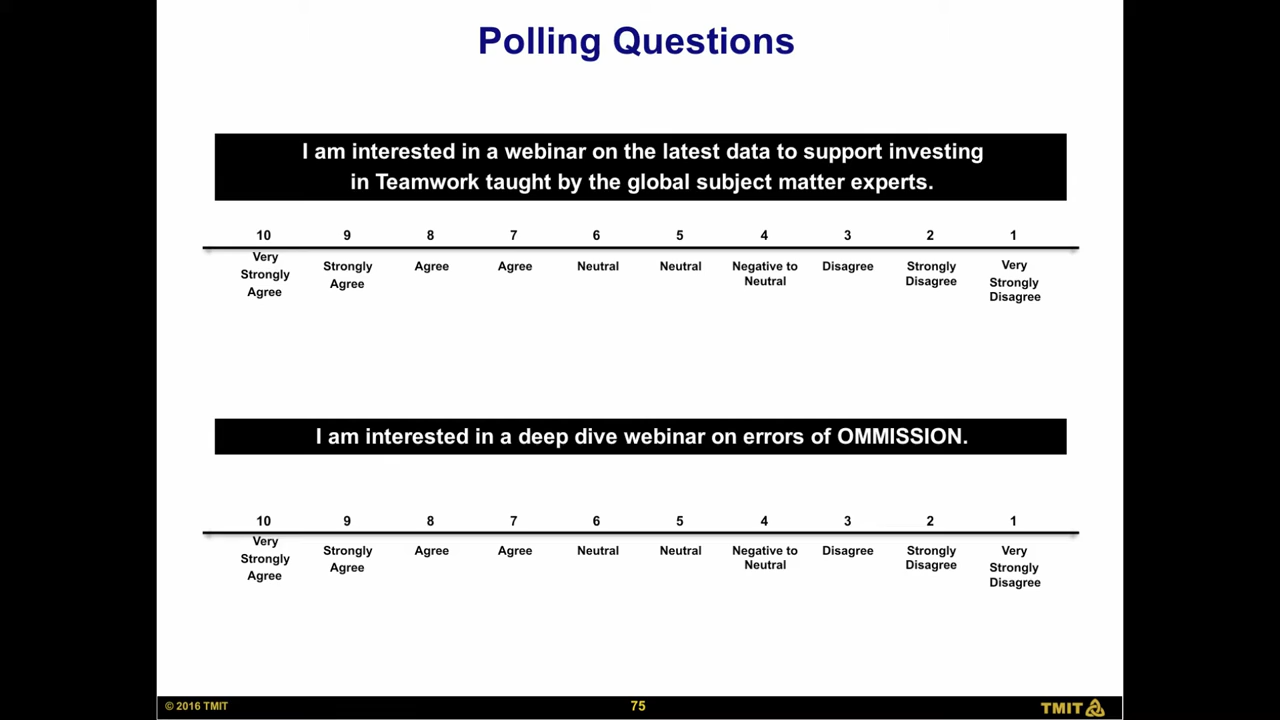 Polling Questions
I am interested in a webinar on the latest data to support investing
in Teamwork taught by the global subject matter experts.
10 9 8 7 6 5 4 3 2 1
Very Strongly Agree Strongly Agree Agree Agree Neutral Neutral Negative to Neutral Disagree Strongly Disagree Very Strongly Disagree
I am interested in a deep dive webinar on errors of OMMISSION.
10 9 8 7 6 5 4 3 2 1
Very Strongly Agree Strongly Agree Agree Agree Neutral Neutral Negative to Neutral Disagree Strongly Disagree Very Strongly Disagree
© 2016 TMIT 75 TMIT